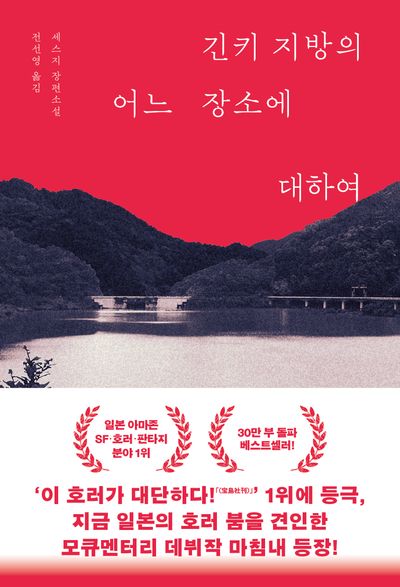 긴키 지방의
어느 장소에
대하여
세스지 장편소설
전선영 옮김
일본 아마존
SF·호러·판타지
분야 1위
30만 부 돌파
베스트셀러!
‘이 호러가 대단하다!「(宝島社刊)」’ 1위에 등극,
지금 일본의 호러 붐을 견인한
모큐멘터리 데뷔작 마침내 등장!